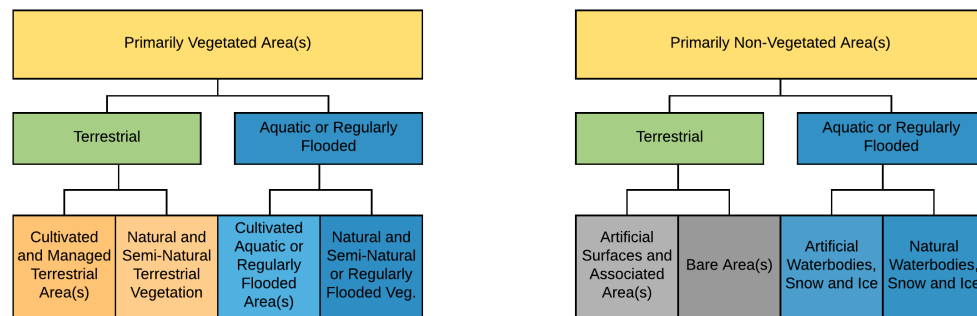 Primarily Vegetated Area(s)
Primarily Non-Vegetated Area(s)
Terrestrial
Aquatic or Regularly
Flooded
Terrestrial
Aquatic or Regularly
Flooded
Cultivated
and Managed
Terrestrial
Area(s)
Natural and
Semi-Natural
Terrestrial
Vegetation
Cultivated
Aquatic or
Regularly
Flooded
Area(s)
Natural and
Semi-Natural
or Regularly
Flooded Veg.
Artificial
Surfaces and
Associated
Area(s)
Bare Area(s)
Artificial
Waterbodies,
Snow and Ice
Natural
Waterbodies,
Snow and Ice